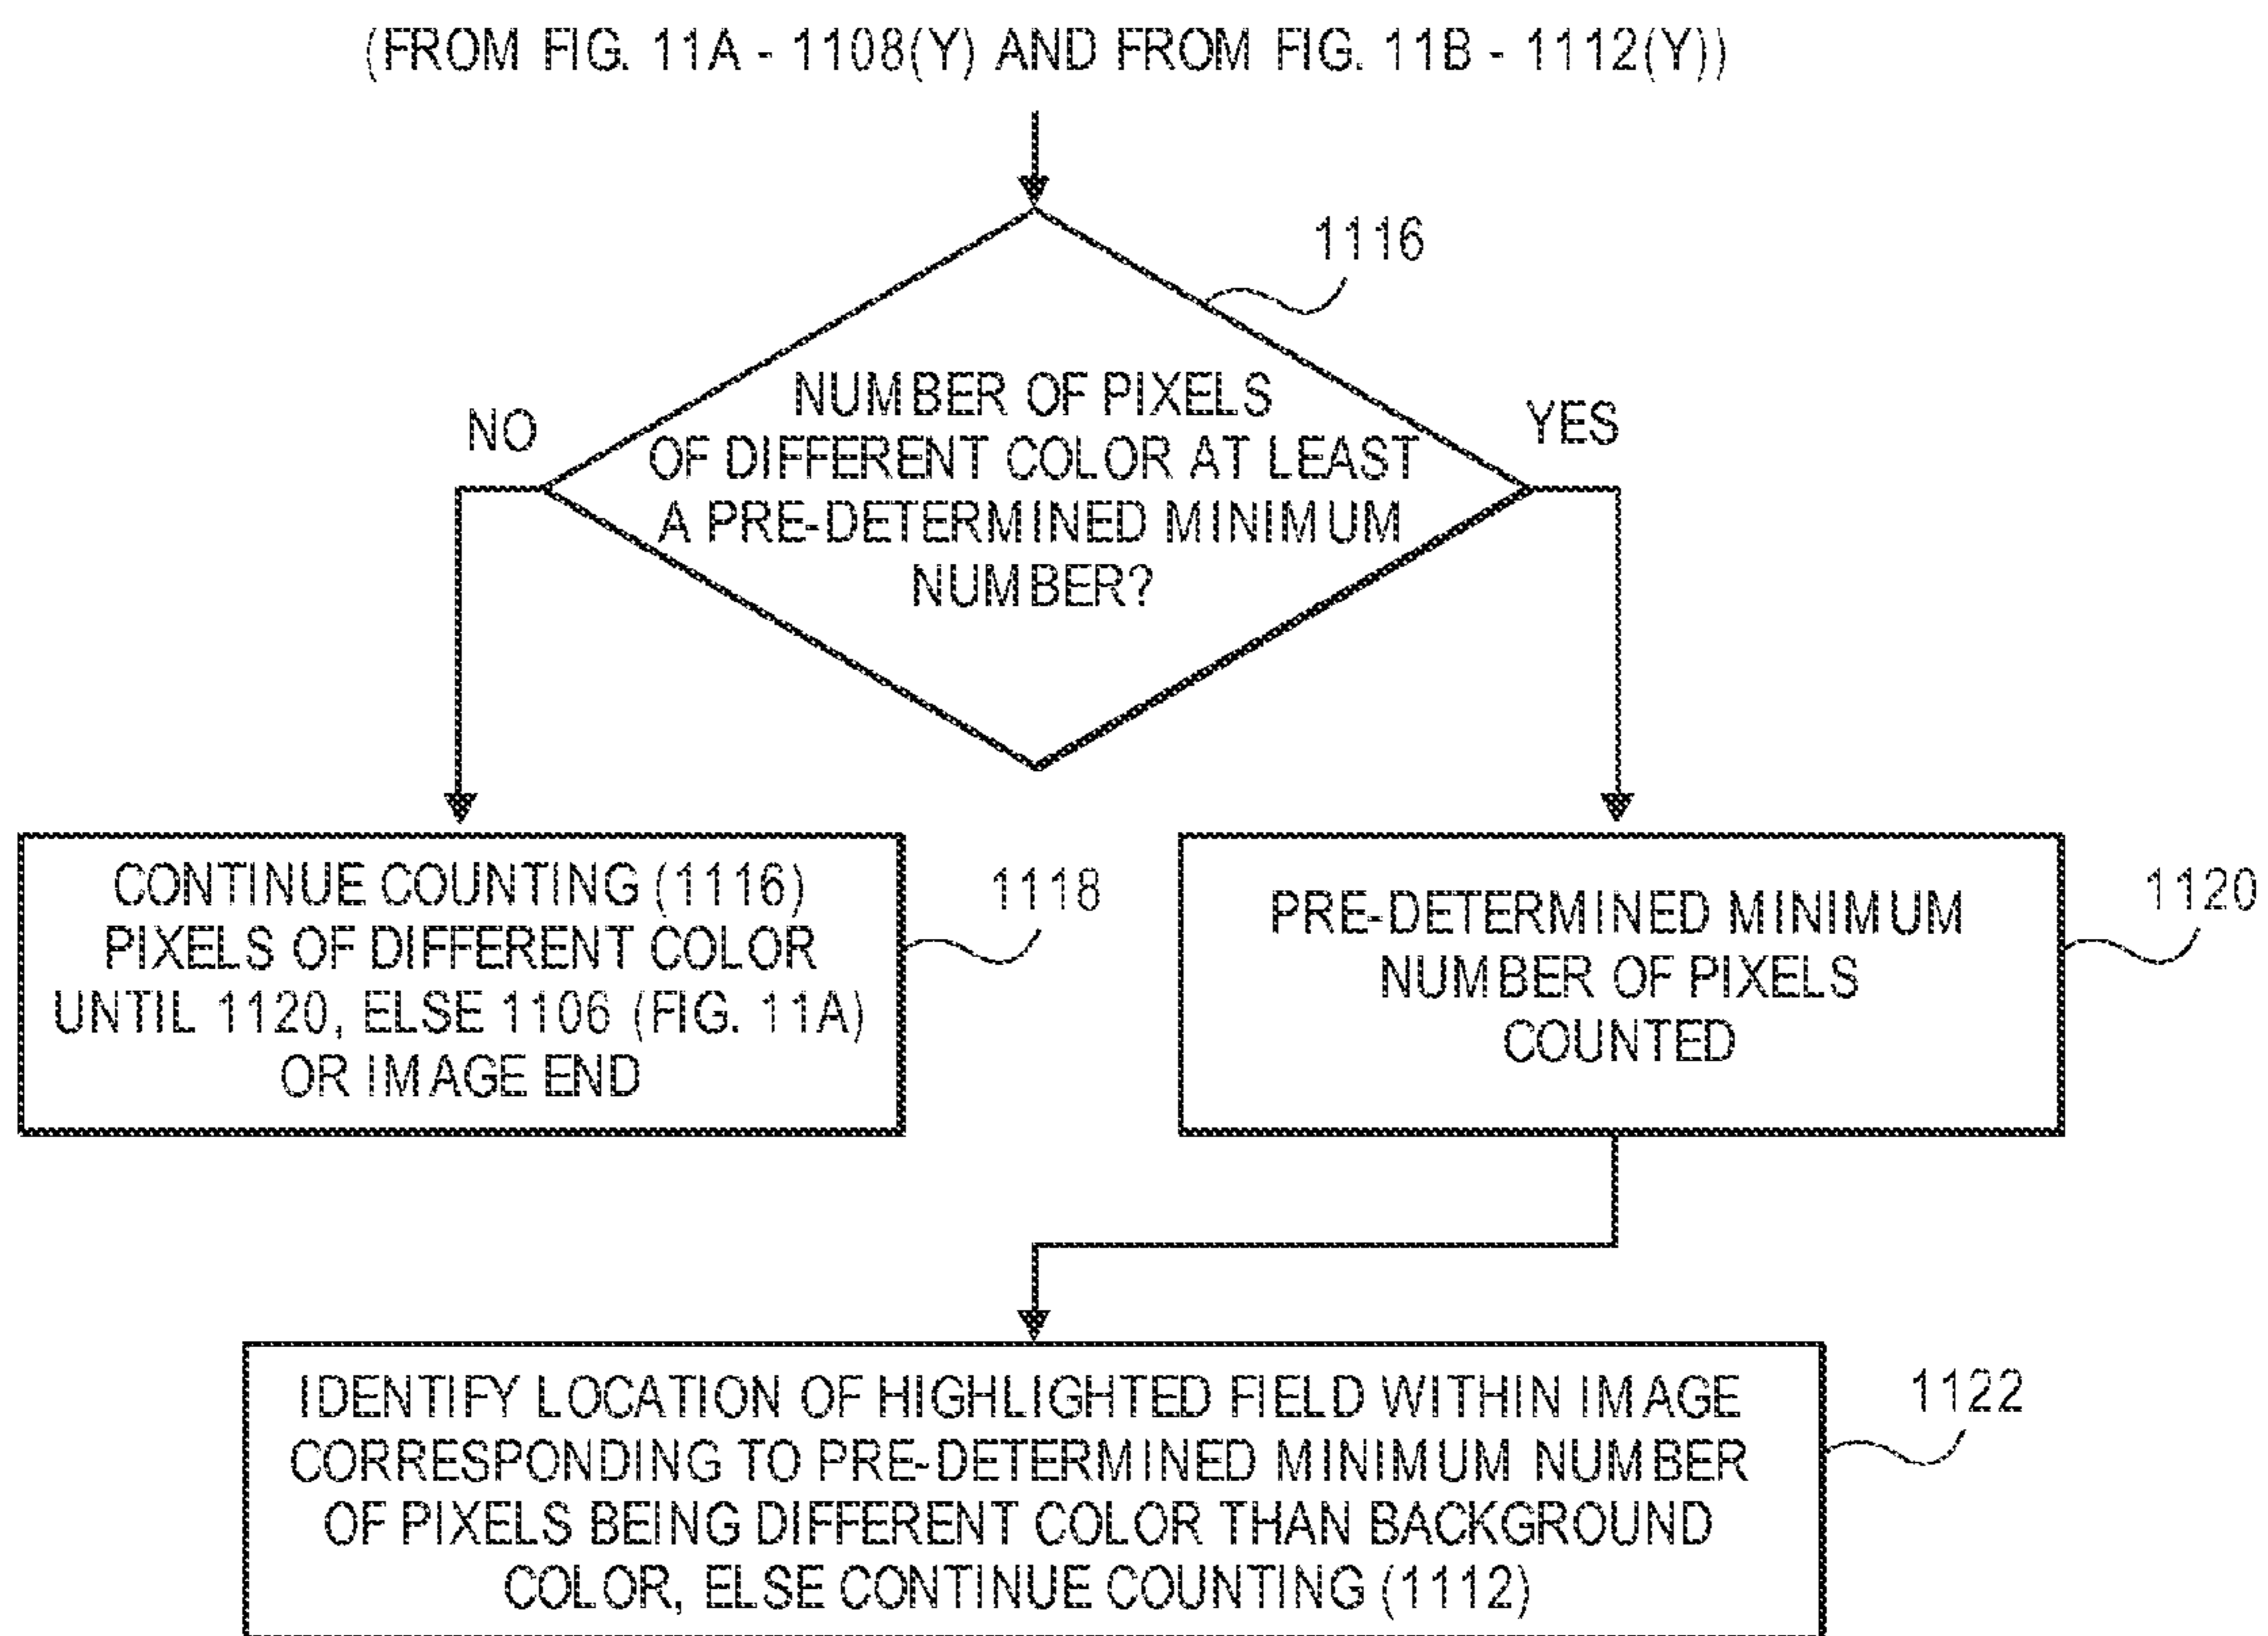 (FROM FIG. 11A - 1108(Y) AND FROM FIG. 11B - 1112(Y))
1116
NUMBER OF PIXELS
OF DIFFERENT COLOR AT LEAST
A PRE-DETERMINED MINIMUM
NUMBER?
NO
YES
CONTINUE COUNTING (1116)
PIXELS OF DIFFERENT COLOR
UNTIL 1120, ELSE 1106 (FIG. 11A)
OR IMAGE END
1118
PRE-DETERMINED MINIMUM
NUMBER OF PIXELS
COUNTED
1120
IDENTIFY LOCATION OF HIGHLIGHTED FIELD WITHIN IMAGE
CORRESPONDING TO PRE-DETERMINED MINIMUM NUMBER
OF PIXELS BEING DIFFERENT COLOR THAN BACKGROUND
COLOR, ELSE CONTINUE COUNTING (1112)
1122